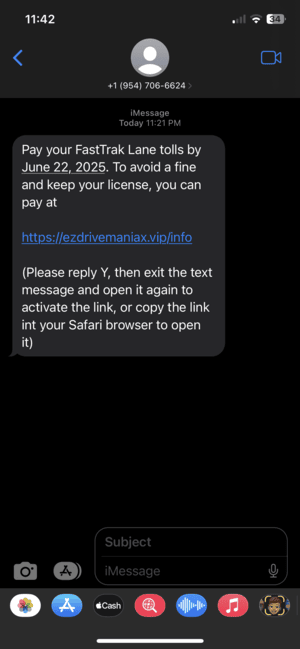 11:42
34
+1 (954) 706-6624
iMessage
Today 11:21 PM
Pay your FastTrak Lane tolls by
June 22, 2025. To avoid a fine
and keep your license, you can
pay at
https://ezdrivemaniax.vip/info
(Please reply Y, then exit the text
message and open it again to
activate the link, or copy the link
int your Safari browser to open
it)
Subject
iMessage
Cash